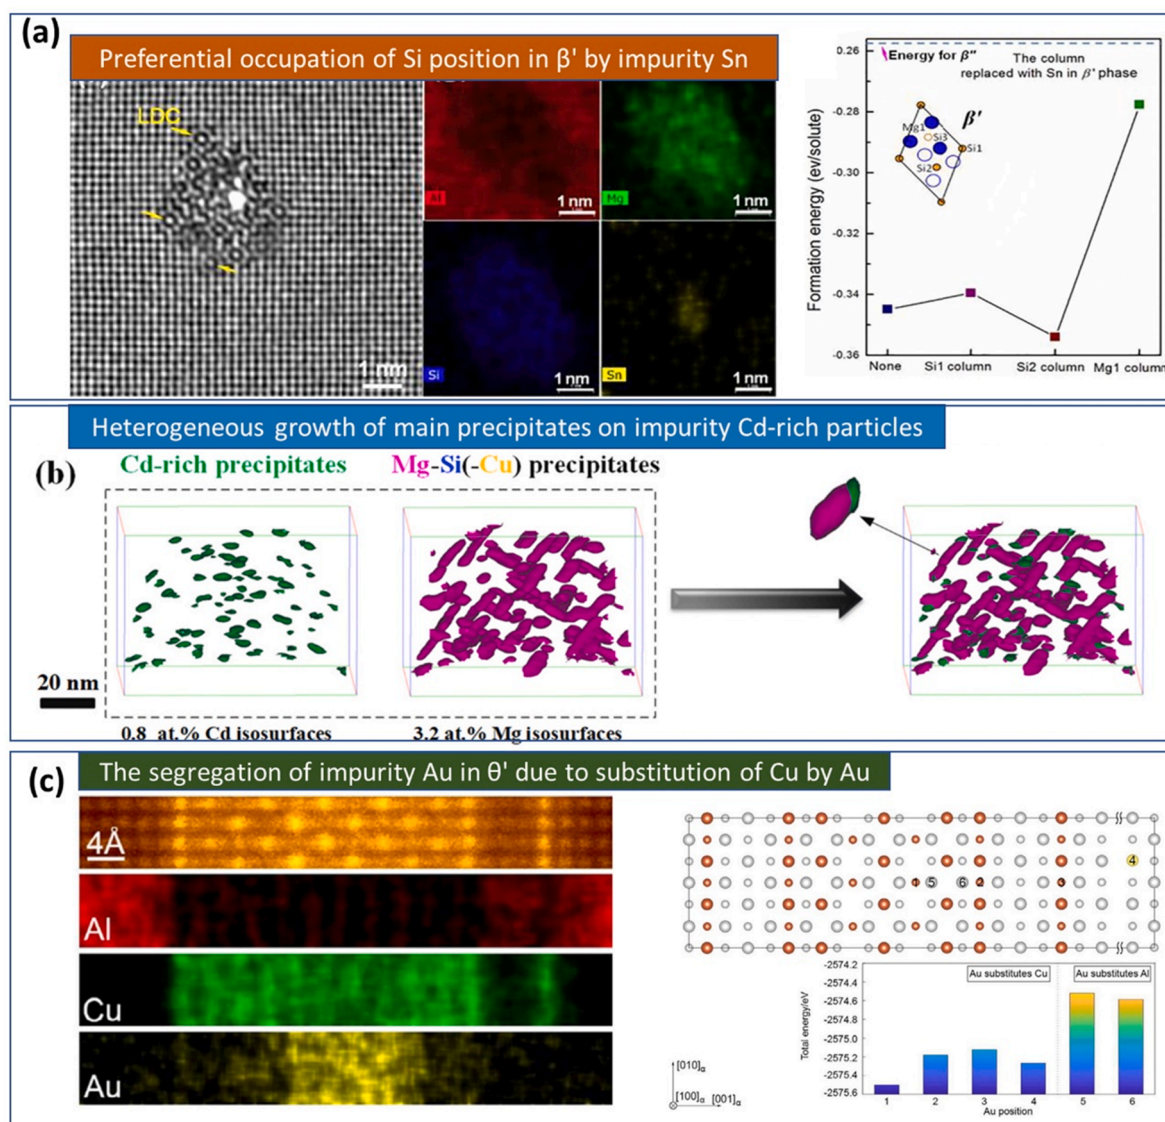 (a)
Preferential occupation of Si position in β' by impurity Sn
LDC
1 nm
Al
1 nm
Mg
1 nm
Si
1 nm
Sn
1 nm
Formation energy (ev/solute)
0.26
-0.28
-0.30
-0.32
-0.34
-0.36
Energy for β"
The column
replaced with Sn in β' phase
β'
Mg1
Si3
Si1
Si2
None
Si1 column
Si2 column
Mg1 column
Heterogeneous growth of main precipitates on impurity Cd-rich particles
(b)
Cd-rich precipitates
Mg-Si(-Cu) precipitates
20 nm
0.8 at.% Cd isosurfaces
3.2 at.% Mg isosurfaces
(c)
The segregation of impurity Au in θ' due to substitution of Cu by Au
4Å
Al
Cu
Au
4
1
5
6
2
3
[010]α
[100]α
[001]α
Total energy/eV
-2574.2
-2574.6
-2574.8
-2575.0
-2575.2
-2575.4
-2575.6
Au substitutes Cu
Au substitutes Al
1 2 3 4 5 6
Au position